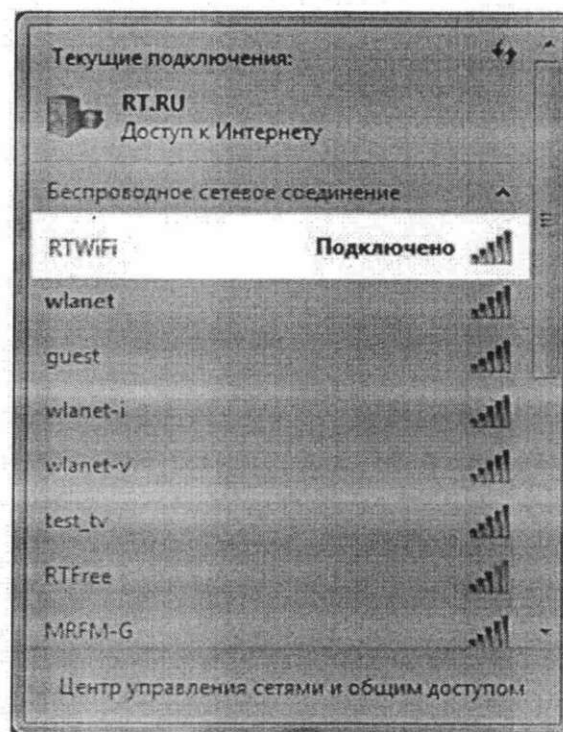 Текущие подключения:
RT.RU
Доступ к Интернету
Беспроводное сетевое соединение
RTWiFi Подключено
wlanet
guest
wlanet-i
wlanet-v
test_tv
RTFree
MRFM-G
Центр управления сетями и общим доступом